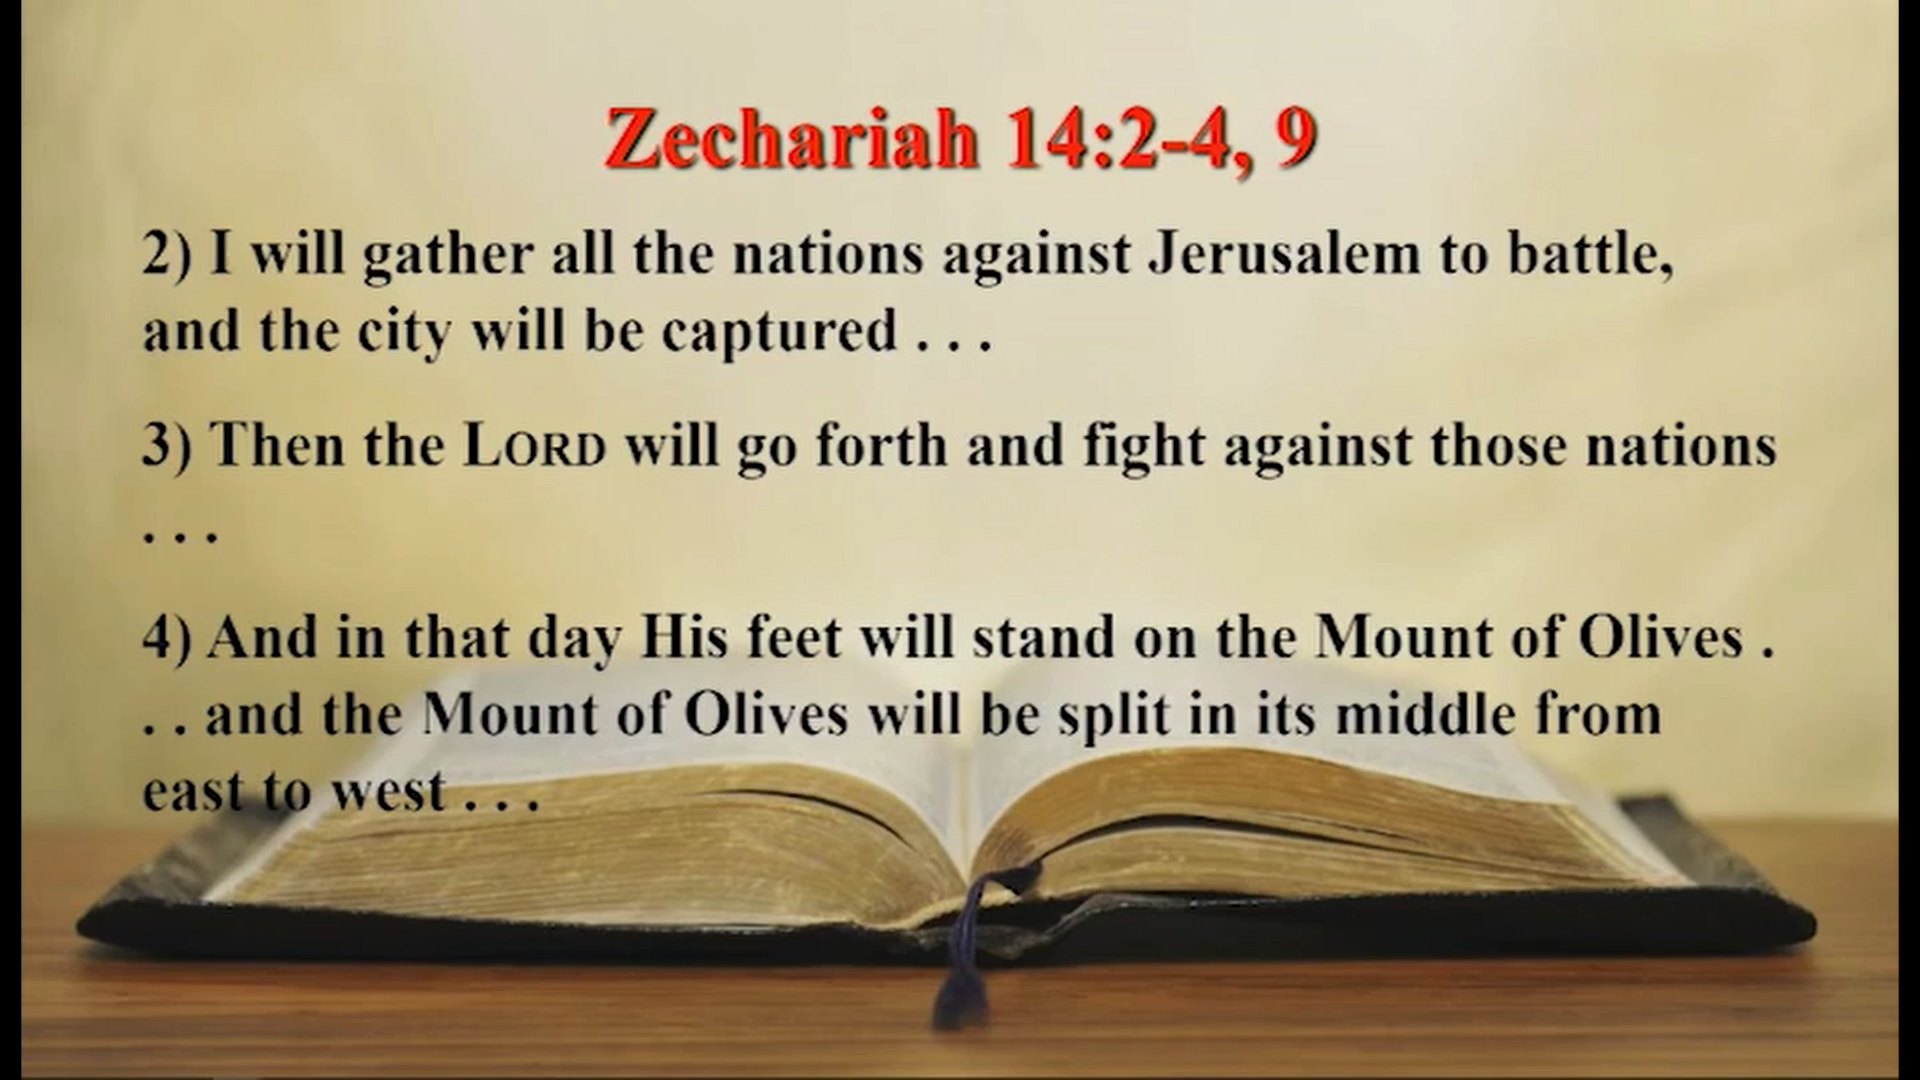 Zechariah 14:2-4, 9
2) I will gather all the nations against Jerusalem to battle,
and the city will be captured . . .
3) Then the LORD will go forth and fight against those nations
. . .
4) And in that day His feet will stand on the Mount of Olives .
. . and the Mount of Olives will be split in its middle from
east to west . . .